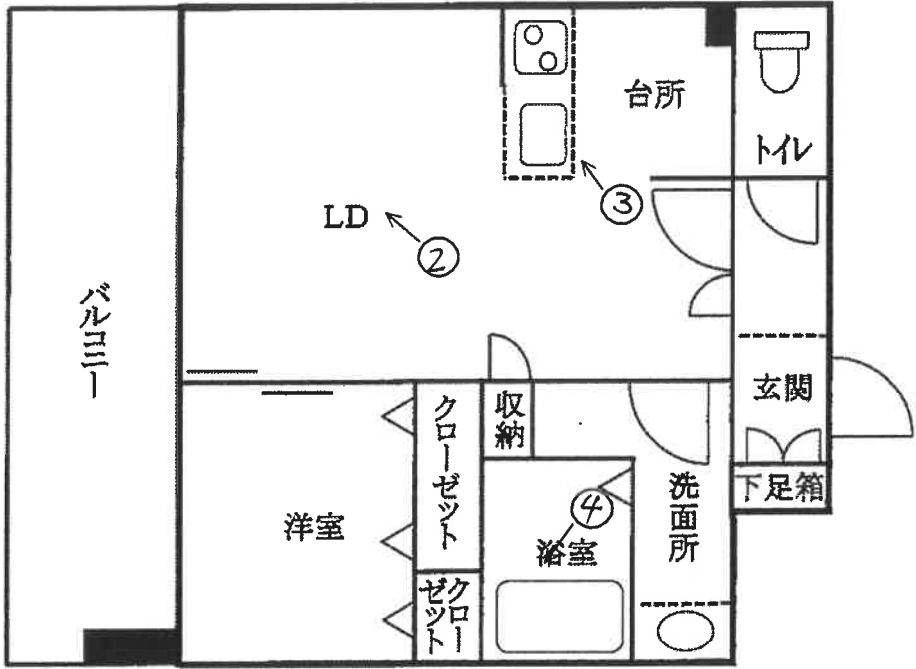 台所
トイレ
③
LD
②
バルコニー
玄関
収納
クローゼット
洗面所
下足箱
④
洋室
浴室
クローゼット